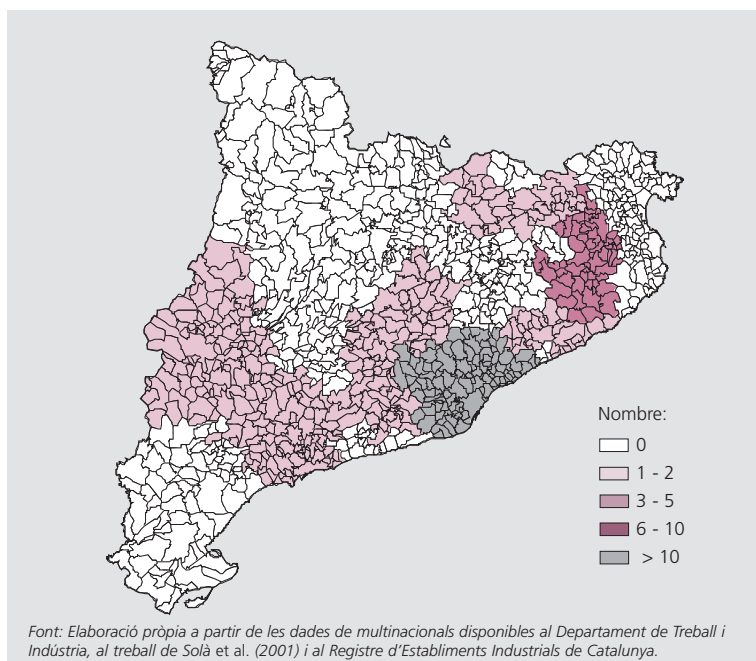 Nombre:
0
1 - 2
3 - 5
6 - 10
> 10
Font: Elaboració pròpia a partir de les dades de multinacionals disponibles al Departament de Treball i
Indústria, al treball de Solà et al. (2001) i al Registre d'Establiments Industrials de Catalunya.